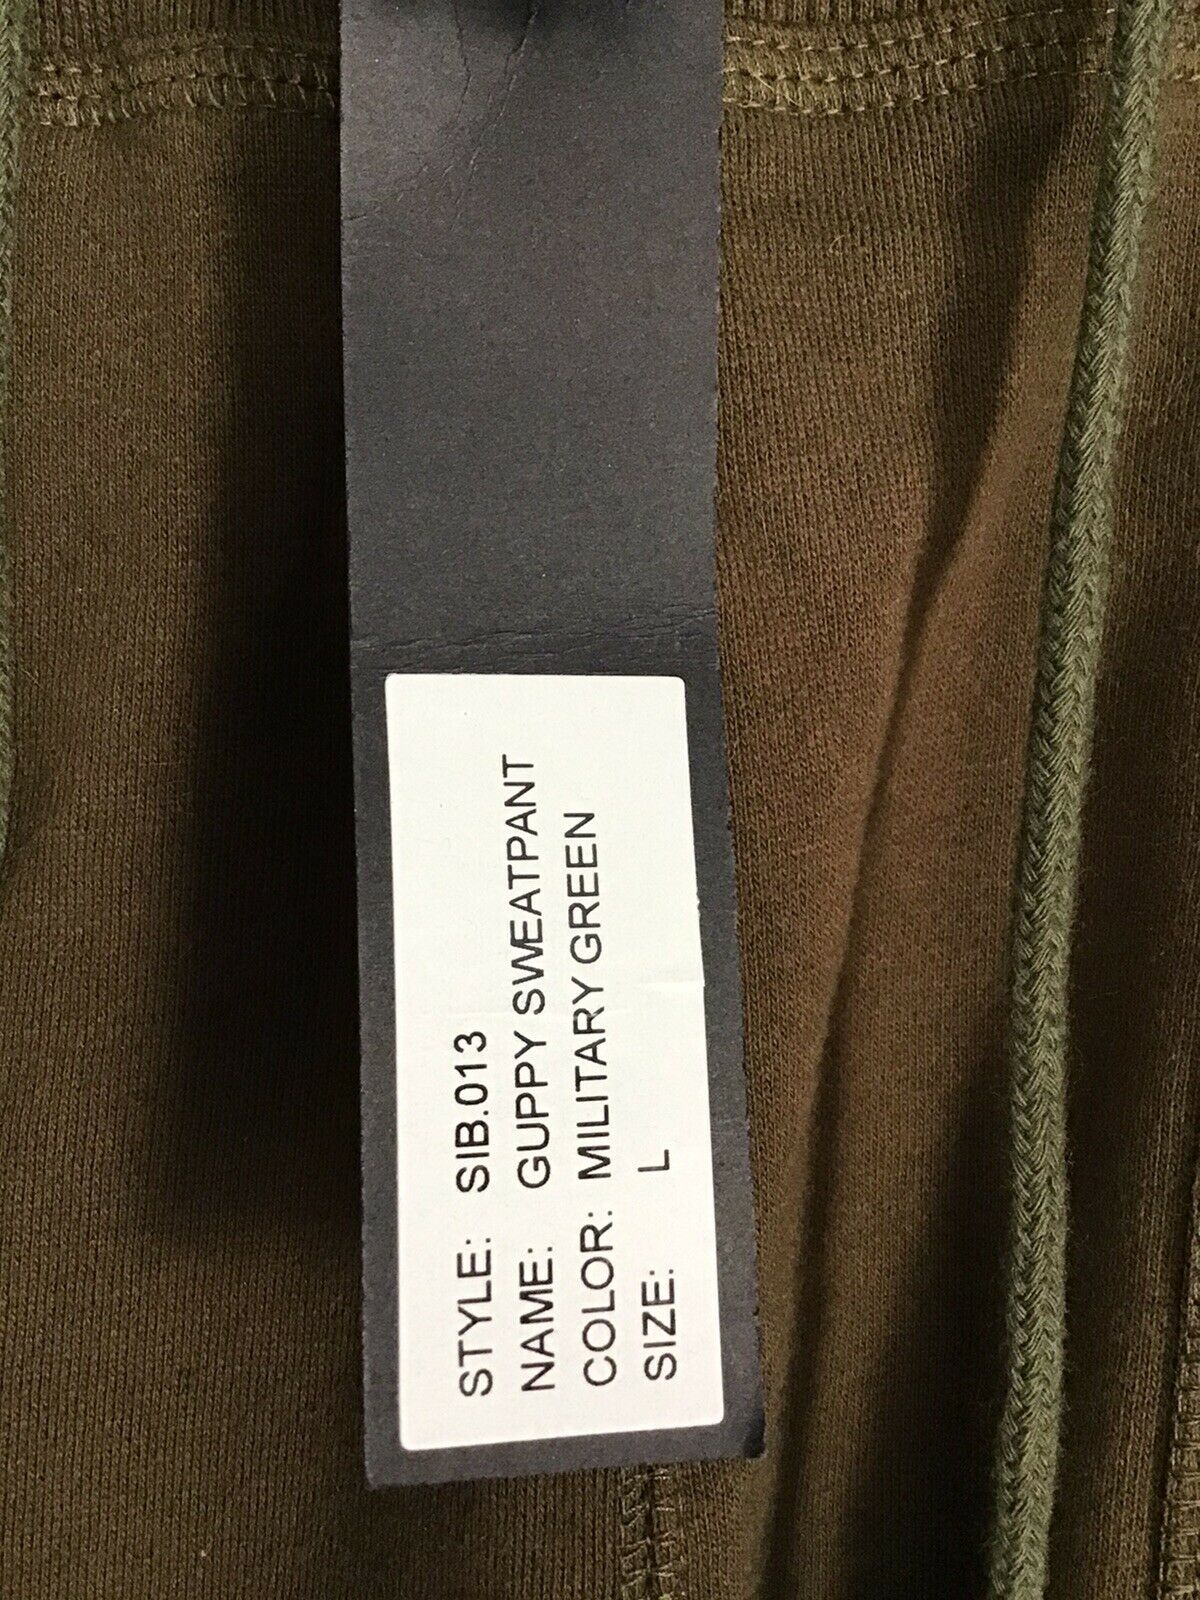 STYLE: SIB.013
NAME: GUPPY SWEATPANT
COLOR: MILITARY GREEN
SIZE: L